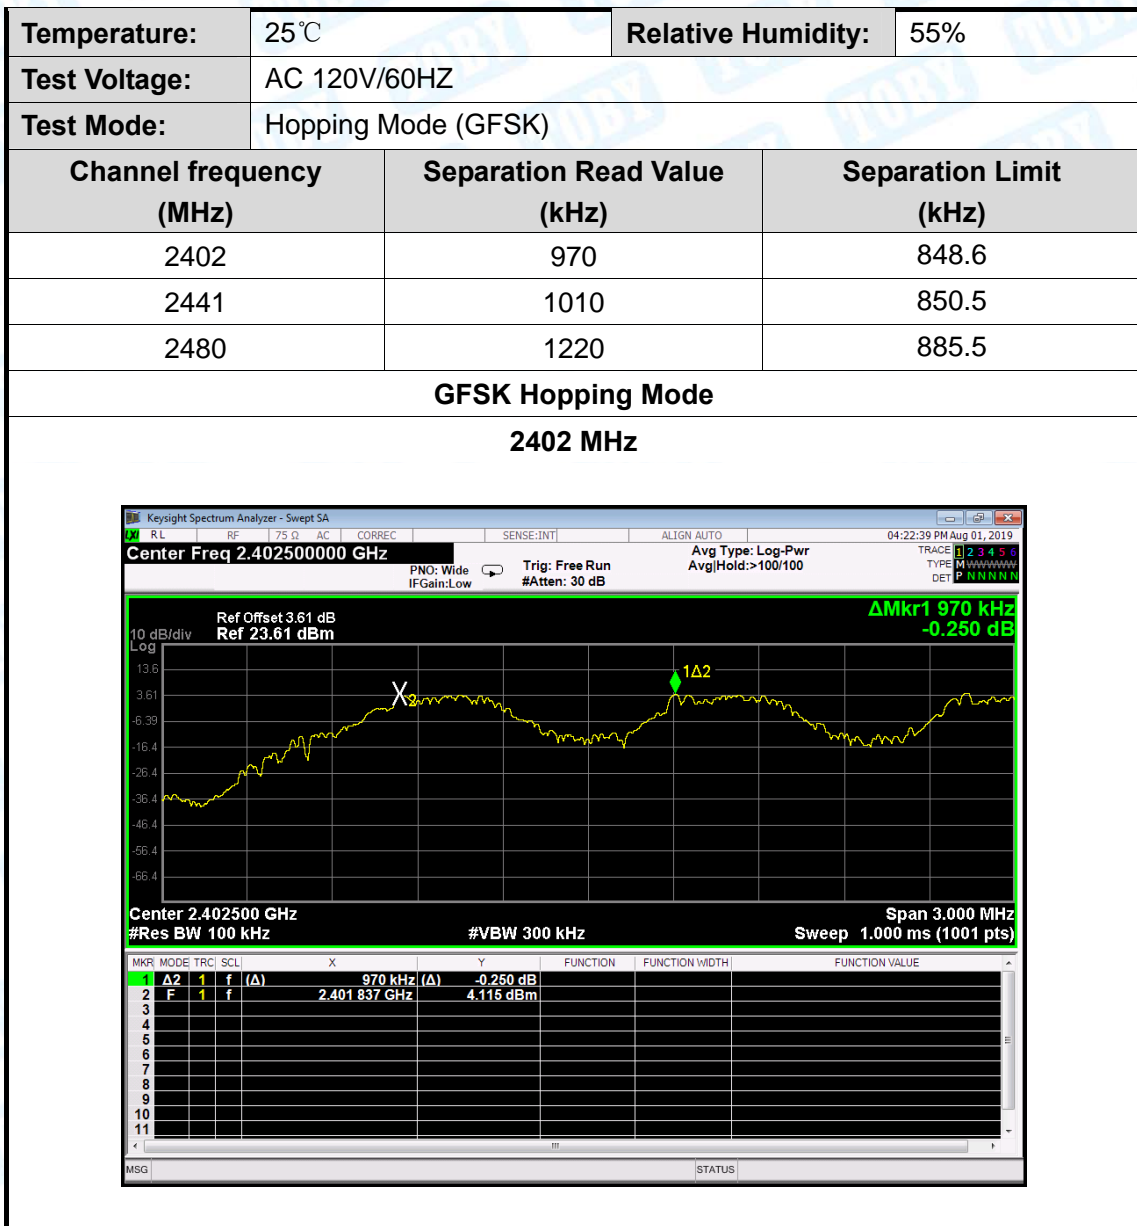 Temperature: 25℃ Relative Humidity: 55%
Test Voltage: AC 120V/60HZ
Test Mode: Hopping Mode (GFSK)
Channel frequency (MHz) Separation Read Value (kHz) Separation Limit (kHz)
2402 970 848.6
2441 1010 850.5
2480 1220 885.5
GFSK Hopping Mode
2402 MHz
Keysight Spectrum Analyzer - Swept SA
LXI RL RF 75 Ω AC CORREC SENSE:INT ALIGN AUTO 04:22:39 PM Aug 01, 2019
Center Freq 2.402500000 GHz
PNO: Wide
IFGain:Low
Trig: Free Run
#Atten: 30 dB
Avg Type: Log-Pwr
Avg|Hold:>100/100
TRACE 1 2 3 4 5 6
TYPE M WWWWW
DET P N N N N N
ΔMkr1 970 kHz
-0.250 dB
Ref Offset 3.61 dB
10 dB/div Ref 23.61 dBm
Log
13.6
3.61
-6.39
-16.4
-26.4
-36.4
-46.4
-56.4
-66.4
X2
1Δ2
Center 2.402500 GHz Span 3.000 MHz
#Res BW 100 kHz #VBW 300 kHz Sweep 1.000 ms (1001 pts)
MKR MODE TRC SCL X Y FUNCTION FUNCTION WIDTH FUNCTION VALUE
1 Δ2 1 f (Δ) 970 kHz (Δ) -0.250 dB
2 F 1 f 2.401 837 GHz 4.115 dBm
3
4
5
6
7
8
9
10
11
MSG STATUS
TOBY